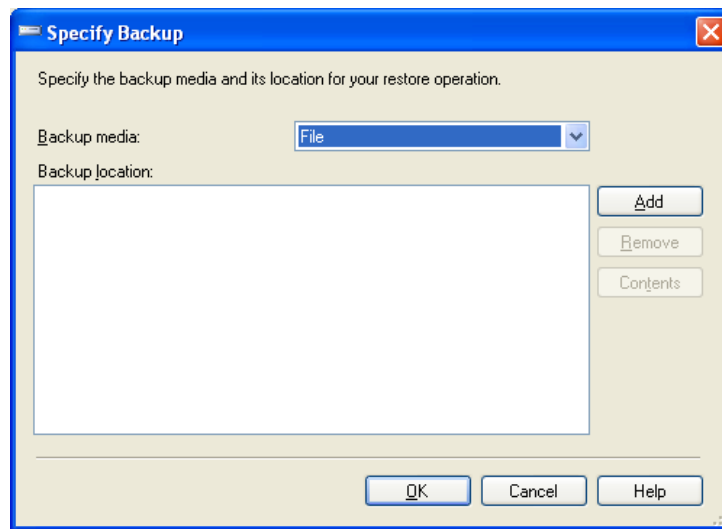 Specify Backup
Specify the backup media and its location for your restore operation.
Backup media:
File
Backup location:
Add
Remove
Contents
OK
Cancel
Help